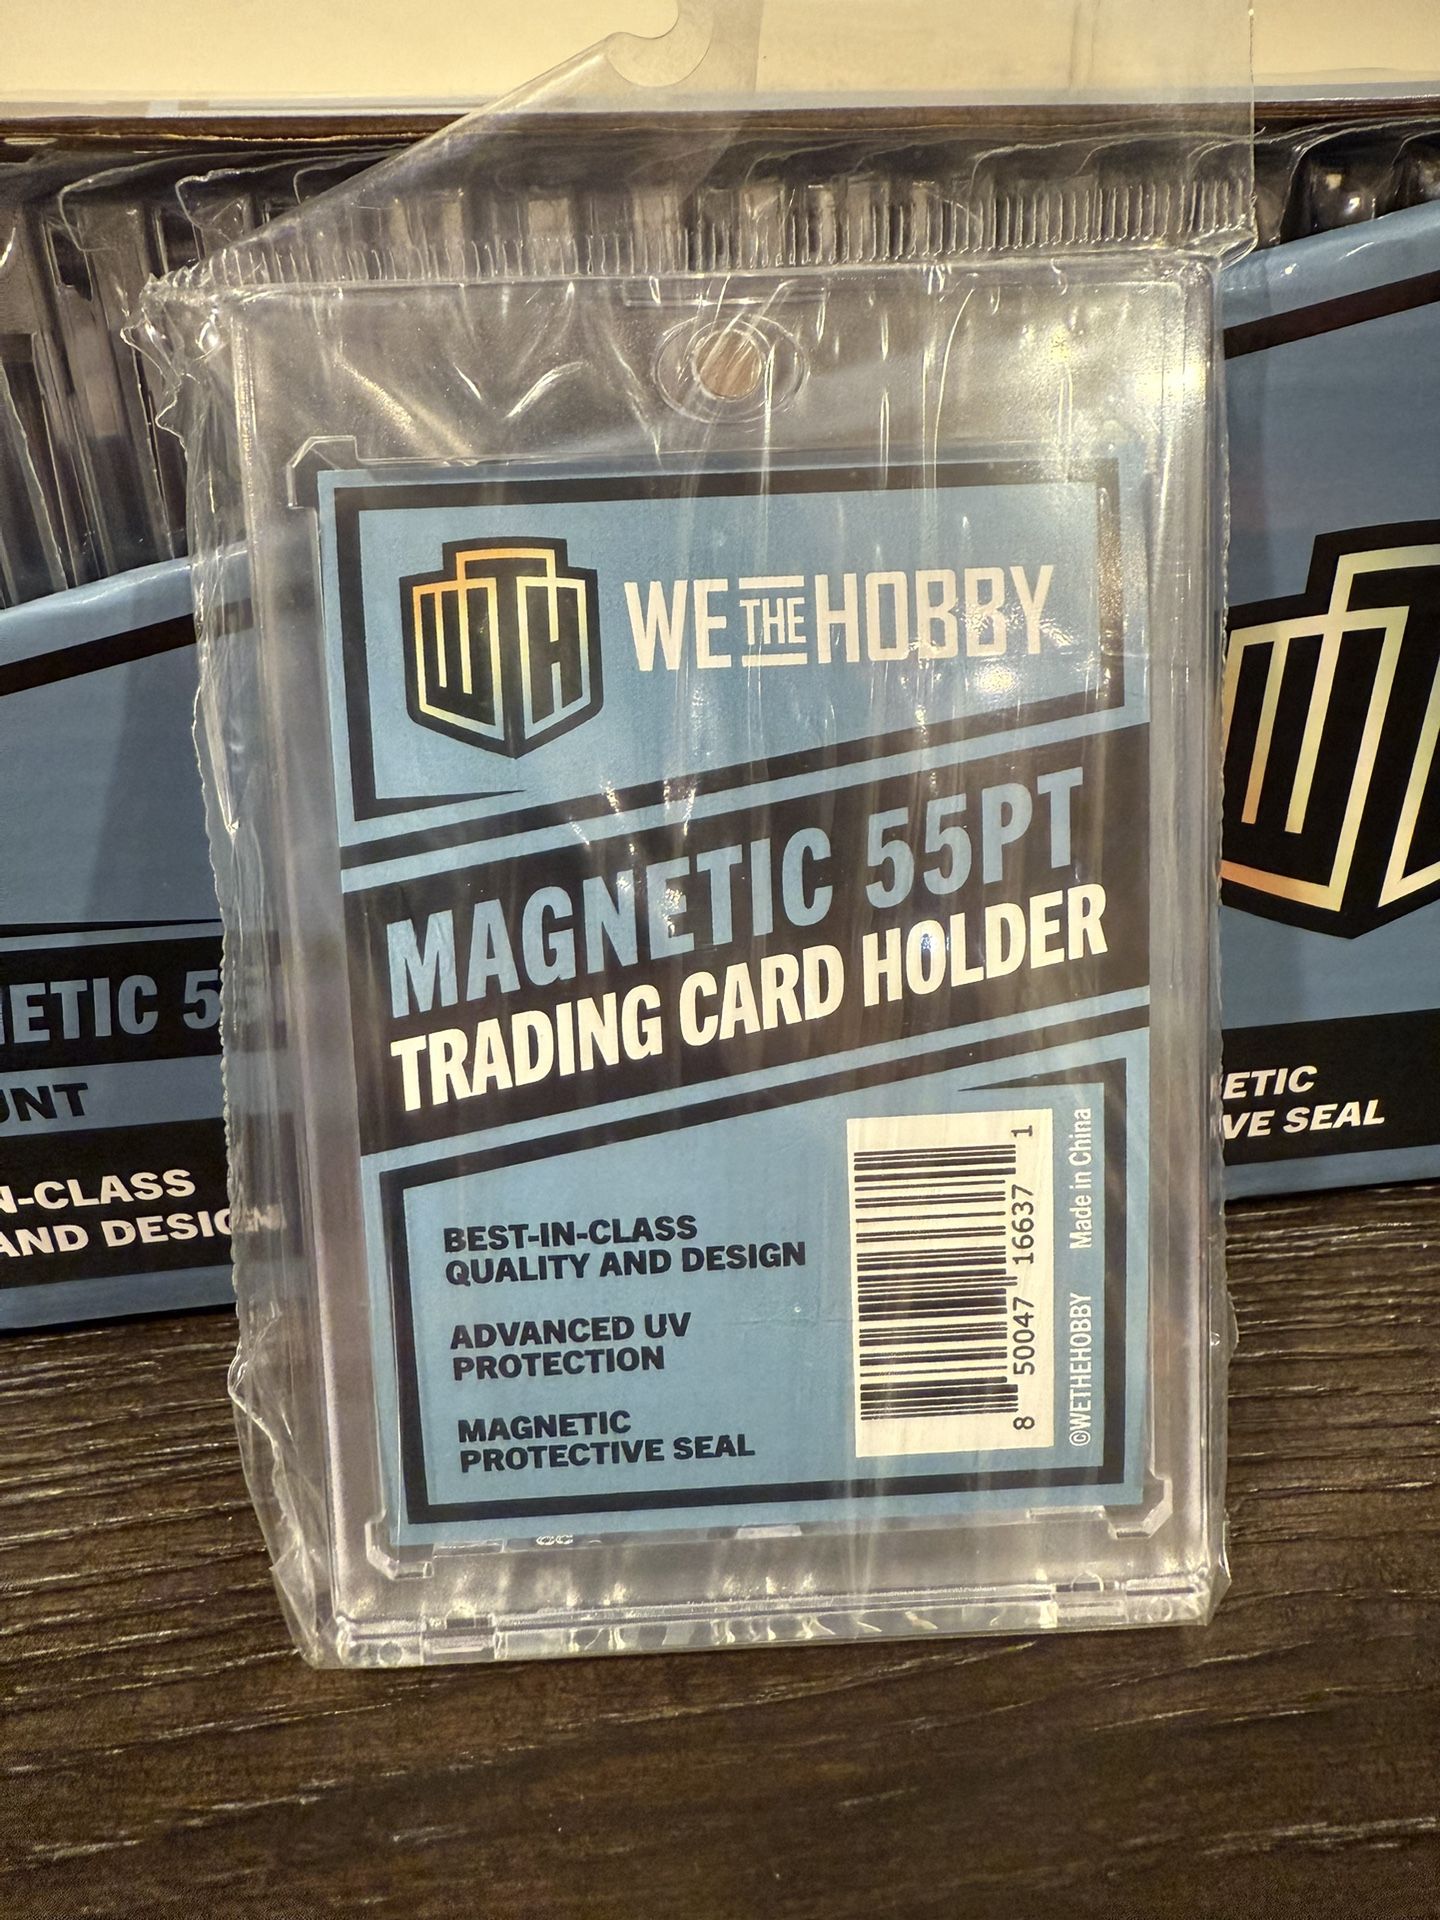 WTH
WE THE HOBBY
MAGNETIC 55PT
TRADING CARD HOLDER
BEST-IN-CLASS
QUALITY AND DESIGN
ADVANCED UV
PROTECTION
MAGNETIC
PROTECTIVE SEAL
8 50047 16637 1
©WETHEHOBBY Made in China
ETIC 5
UNT
N-CLASS
AND DESIG
W
ETIC
VE SEAL